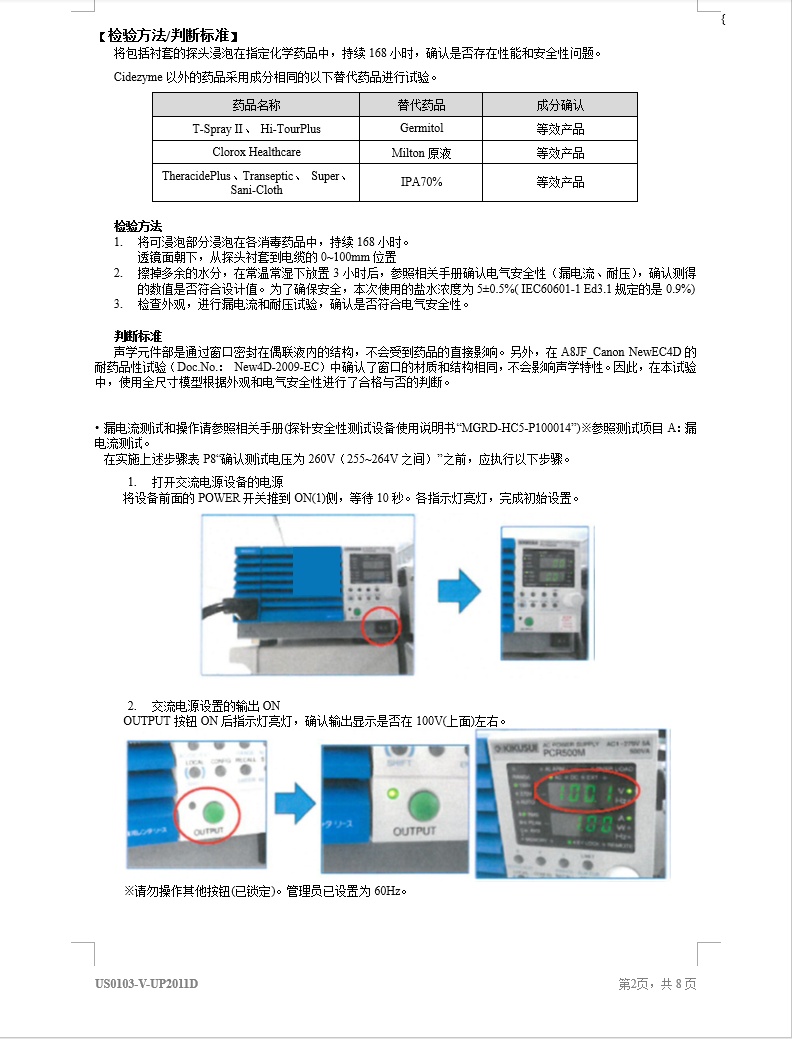 {
【检验方法/判断标准】
将包括衬套的探头浸泡在指定化学药品中，持续 168 小时，确认是否存在性能和安全性问题。
Cidezyme 以外的药品采用成分相同的以下替代药品进行试验。
药品名称 替代药品 成分确认
T-Spray II、 Hi-TourPlus Germitol 等效产品
Clorox Healthcare Milton 原液 等效产品
TheracidePlus、Transeptic、 Super、
Sani-Cloth IPA70% 等效产品
检验方法
1. 将可浸泡部分浸泡在各消毒药品中，持续 168 小时。
透镜面朝下，从探头衬套到电缆的 0~100mm 位置
2. 擦掉多余的水分，在常温常湿下放置 3 小时后，参照相关手册确认电气安全性（漏电流、耐压），确认测得
的数值是否符合设计值。为了确保安全，本次使用的盐水浓度为 5±0.5%( IEC60601-1 Ed3.1 规定的是 0.9%)
3. 检查外观，进行漏电流和耐压试验，确认是否符合电气安全性。
判断标准
声学元件部是通过窗口密封在偶联液内的结构，不会受到药品的直接影响。另外，在 A8JF_Canon NewEC4D 的
耐药品性试验（Doc.No.： New4D-2009-EC）中确认了窗口的材质和结构相同，不会影响声学特性。因此，在本试验
中，使用全尺寸模型根据外观和电气安全性进行了合格与否的判断。
• 漏电流测试和操作请参照相关手册(探针安全性测试设备使用说明书“MGRD-HC5-P100014”)※参照测试项目 A：漏
电流测试。
在实施上述步骤表 P8“确认测试电压为 260V（255~264V 之间）”之前，应执行以下步骤。
1. 打开交流电源设备的电源
将设备前面的 POWER 开关推到 ON(1)侧，等待 10 秒。各指示灯亮灯，完成初始设置。
2. 交流电源设置的输出 ON
OUTPUT 按钮 ON 后指示灯亮灯，确认输出显示是否在 100V(上面)左右。
LOCAL CONFIG RECALL
OUTPUT
SHIFT
OUTPUT
KIKUSUI AC POWER SUPPLY AC1~270V 5A
PCR500M 500VA
100.1 V
Hz
1.00 A
W
※请勿操作其他按钮(已锁定)。管理员已设置为 60Hz。
US0103-V-UP2011D 第2页，共 8 页